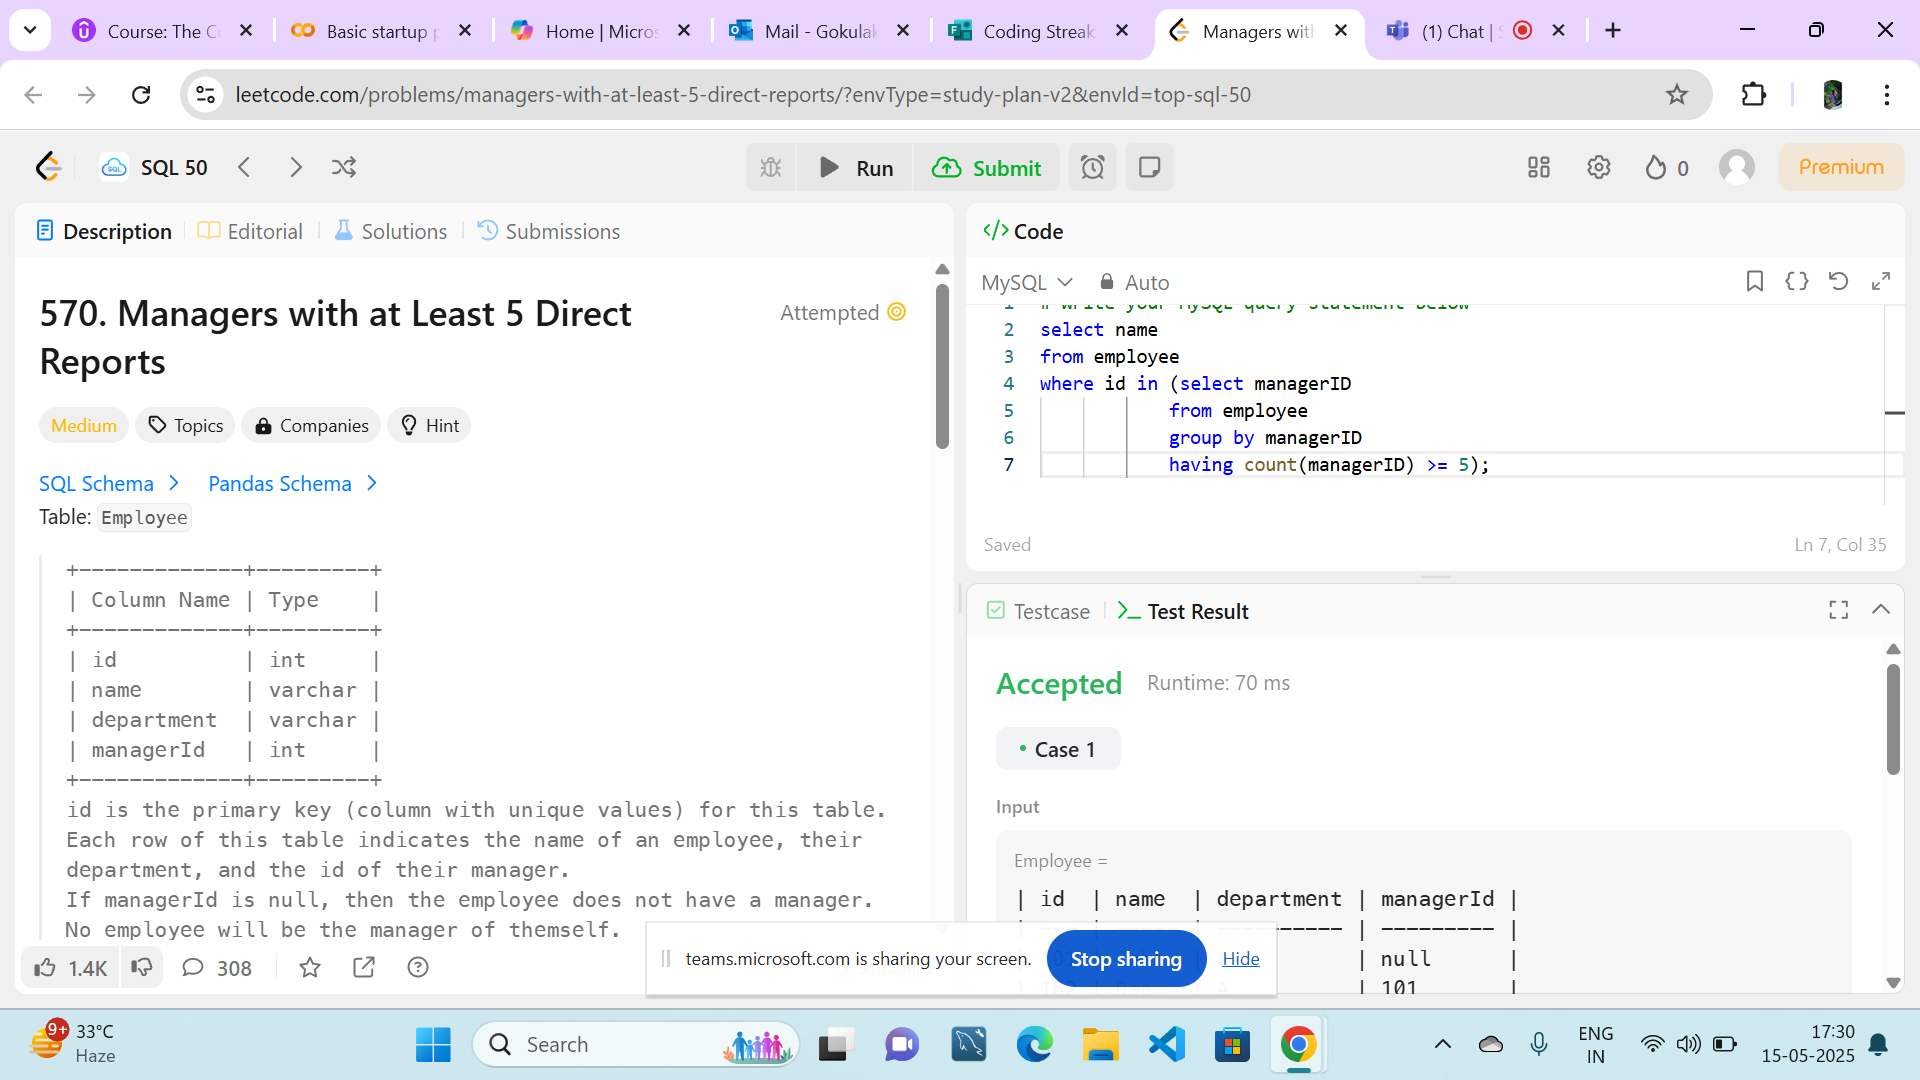 Course: The Co
Basic startup p
Home | Micros
Mail - Gokulak
Coding Streak
Managers with
(1) Chat | S
leetcode.com/problems/managers-with-at-least-5-direct-reports/?envType=study-plan-v2&envId=top-sql-50
SQL 50
Run
Submit
0
Premium
Description
Editorial
Solutions
Submissions
570. Managers with at Least 5 Direct
Reports
Attempted
Medium
Topics
Companies
Hint
SQL Schema
Pandas Schema
Table: Employee
+-------------+---------+
| Column Name | Type    |
+-------------+---------+
| id          | int     |
| name        | varchar |
| department  | varchar |
| managerId   | int     |
+-------------+---------+
id is the primary key (column with unique values) for this table.
Each row of this table indicates the name of an employee, their
department, and the id of their manager.
If managerId is null, then the employee does not have a manager.
No employee will be the manager of themself.
1.4K
308
</> Code
MySQL
Auto
1 # Write your MySQL query statement below
2 select name
3 from employee
4 where id in (select managerID
5 from employee
6 group by managerID
7 having count(managerID) >= 5);
Saved
Ln 7, Col 35
Testcase
Test Result
Accepted
Runtime: 70 ms
Case 1
Input
Employee =
| id  | name  | department | managerId |
| null |
A | 101 |
teams.microsoft.com is sharing your screen.
Stop sharing
Hide
9+
33°C
Haze
Search
ENG
IN
17:30
15-05-2025